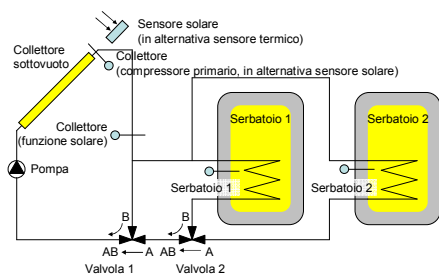 Sensore solare
(in alternativa sensore termico)
Collettore
sottovuoto
Collettore
(compressore primario, in alternativa sensore solare)
Serbatoio 1
Serbatoio 2
Collettore
(funzione solare)
Pompa
Serbatoio 1
Serbatoio 2
B
B
AB
A
AB
A
Valvola 1
Valvola 2